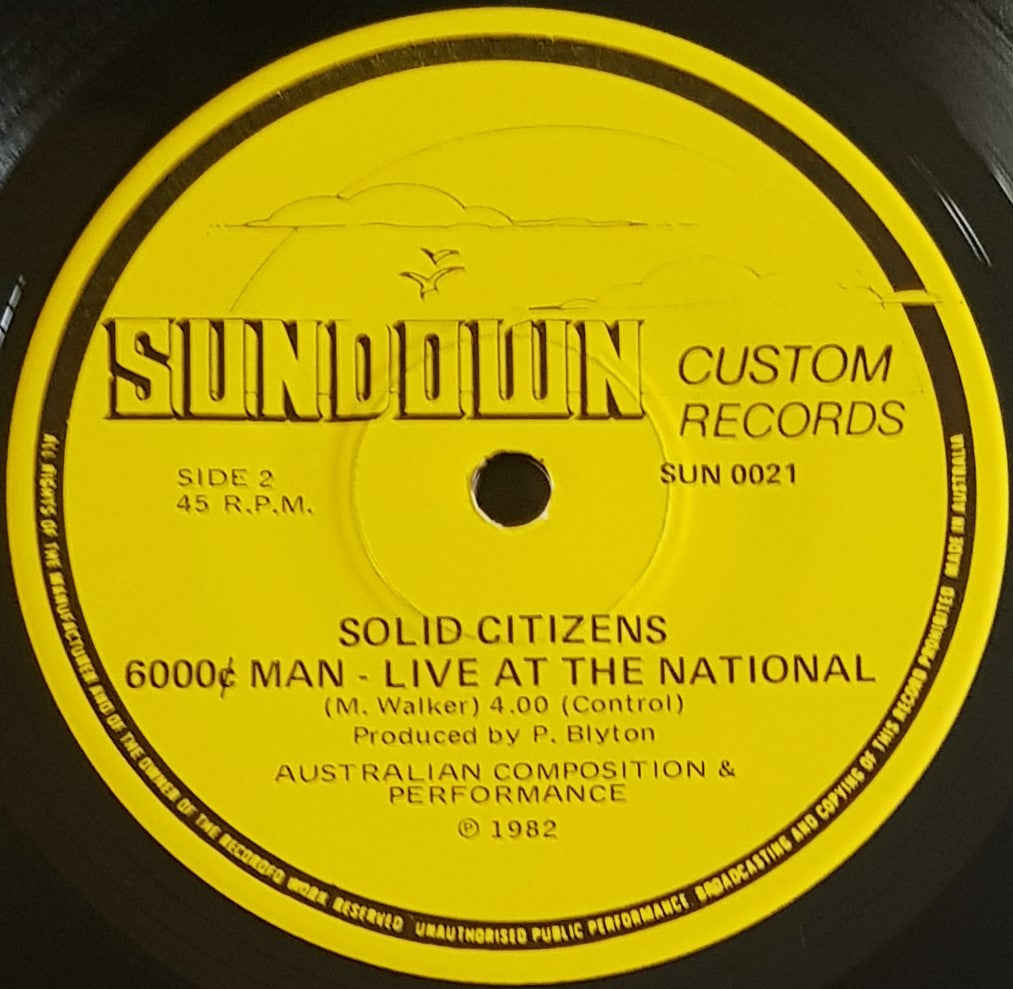 SUNDOWN
CUSTOM
RECORDS
SIDE 2
45 R.P.M.
SUN 0021
SOLID CITIZENS
6000¢ MAN - LIVE AT THE NATIONAL
(M. Walker) 4.00 (Control)
Produced by P. Blyton
AUSTRALIAN COMPOSITION &
PERFORMANCE
℗ 1982
ALL RIGHTS OF THE MANUFACTURER AND OF THE OWNER OF THE RECORDED WORK RESERVED UNAUTHORISED PUBLIC PERFORMANCE BROADCASTING AND COPYING OF THIS RECORD PROHIBITED MADE IN AUSTRALIA